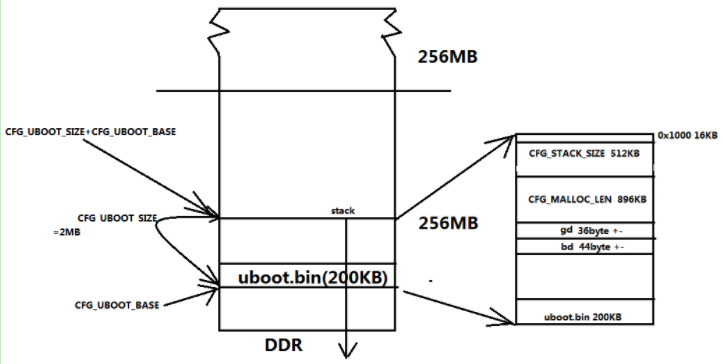 256MB
CFG_UBOOT_SIZE+CFG_UBOOT_BASE
0x1000 16KB
CFG_STACK_SIZE 512KB
CFG_MALLOC_LEN 896KB
stack
CFG UBOOT SIZE
=2MB
256MB
gd 36byte +-
bd 44byte +-
uboot.bin(200KB)
CFG_UBOOT_BASE
uboot.bin 200KB
DDR